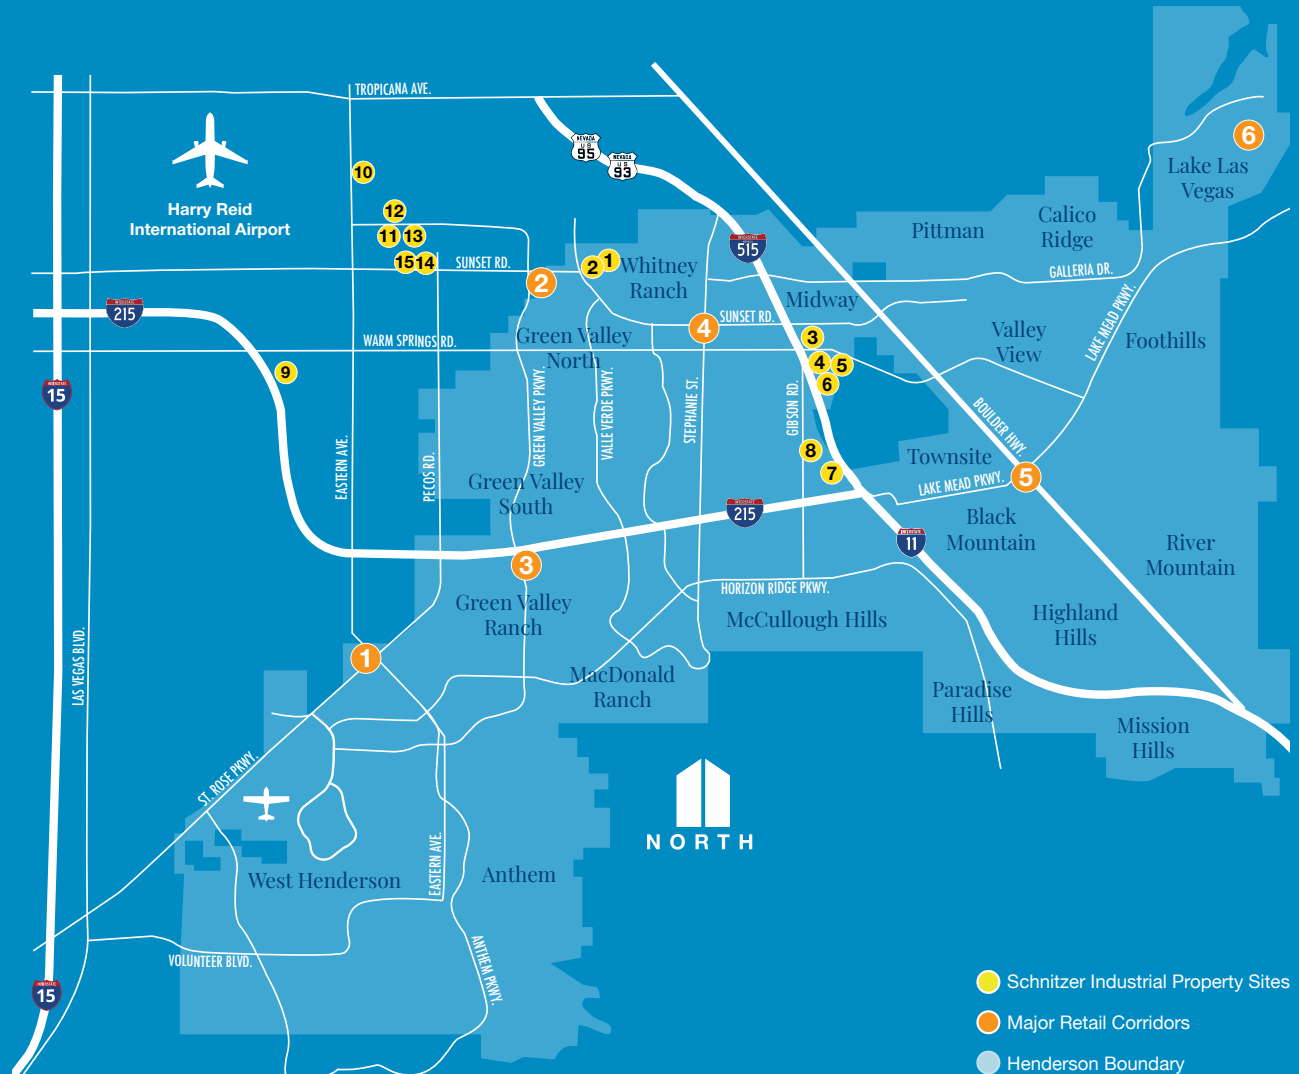 TROPICANA AVE.
NEVADA
U S
95
NEVADA
U S
93
6
Lake Las
Vegas
10
Harry Reid
International Airport
12
11
13
15
14
SUNSET RD.
2
2
1
Whitney
Ranch
INTERSTATE
515
Pittman
Calico
Ridge
GALLERIA DR.
Midway
INTERSTATE
215
WARM SPRINGS RD.
Green Valley
North
4
SUNSET RD.
3
4
5
6
Valley
View
LAKE MEAD PKWY.
Foothills
9
INTERSTATE
15
EASTERN AVE.
PECOS RD.
GREEN VALLEY PKWY.
VALLE VERDE PKWY.
STEPHANIE ST.
GIBSON RD.
BOULDER HWY.
8
7
Townsite
LAKE MEAD PKWY.
5
Green Valley
South
INTERSTATE
215
INTERSTATE
11
Black
Mountain
River
Mountain
3
Green Valley
Ranch
HORIZON RIDGE PKWY.
McCullough Hills
Highland
Hills
LAS VEGAS BLVD.
1
MacDonald
Ranch
Paradise
Hills
Mission
Hills
ST. ROSE PKWY.
NORTH
West Henderson
EASTERN AVE.
Anthem
VOLUNTEER BLVD.
ANTHEM PKWY.
INTERSTATE
15
Schnitzer Industrial Property Sites
Major Retail Corridors
Henderson Boundary